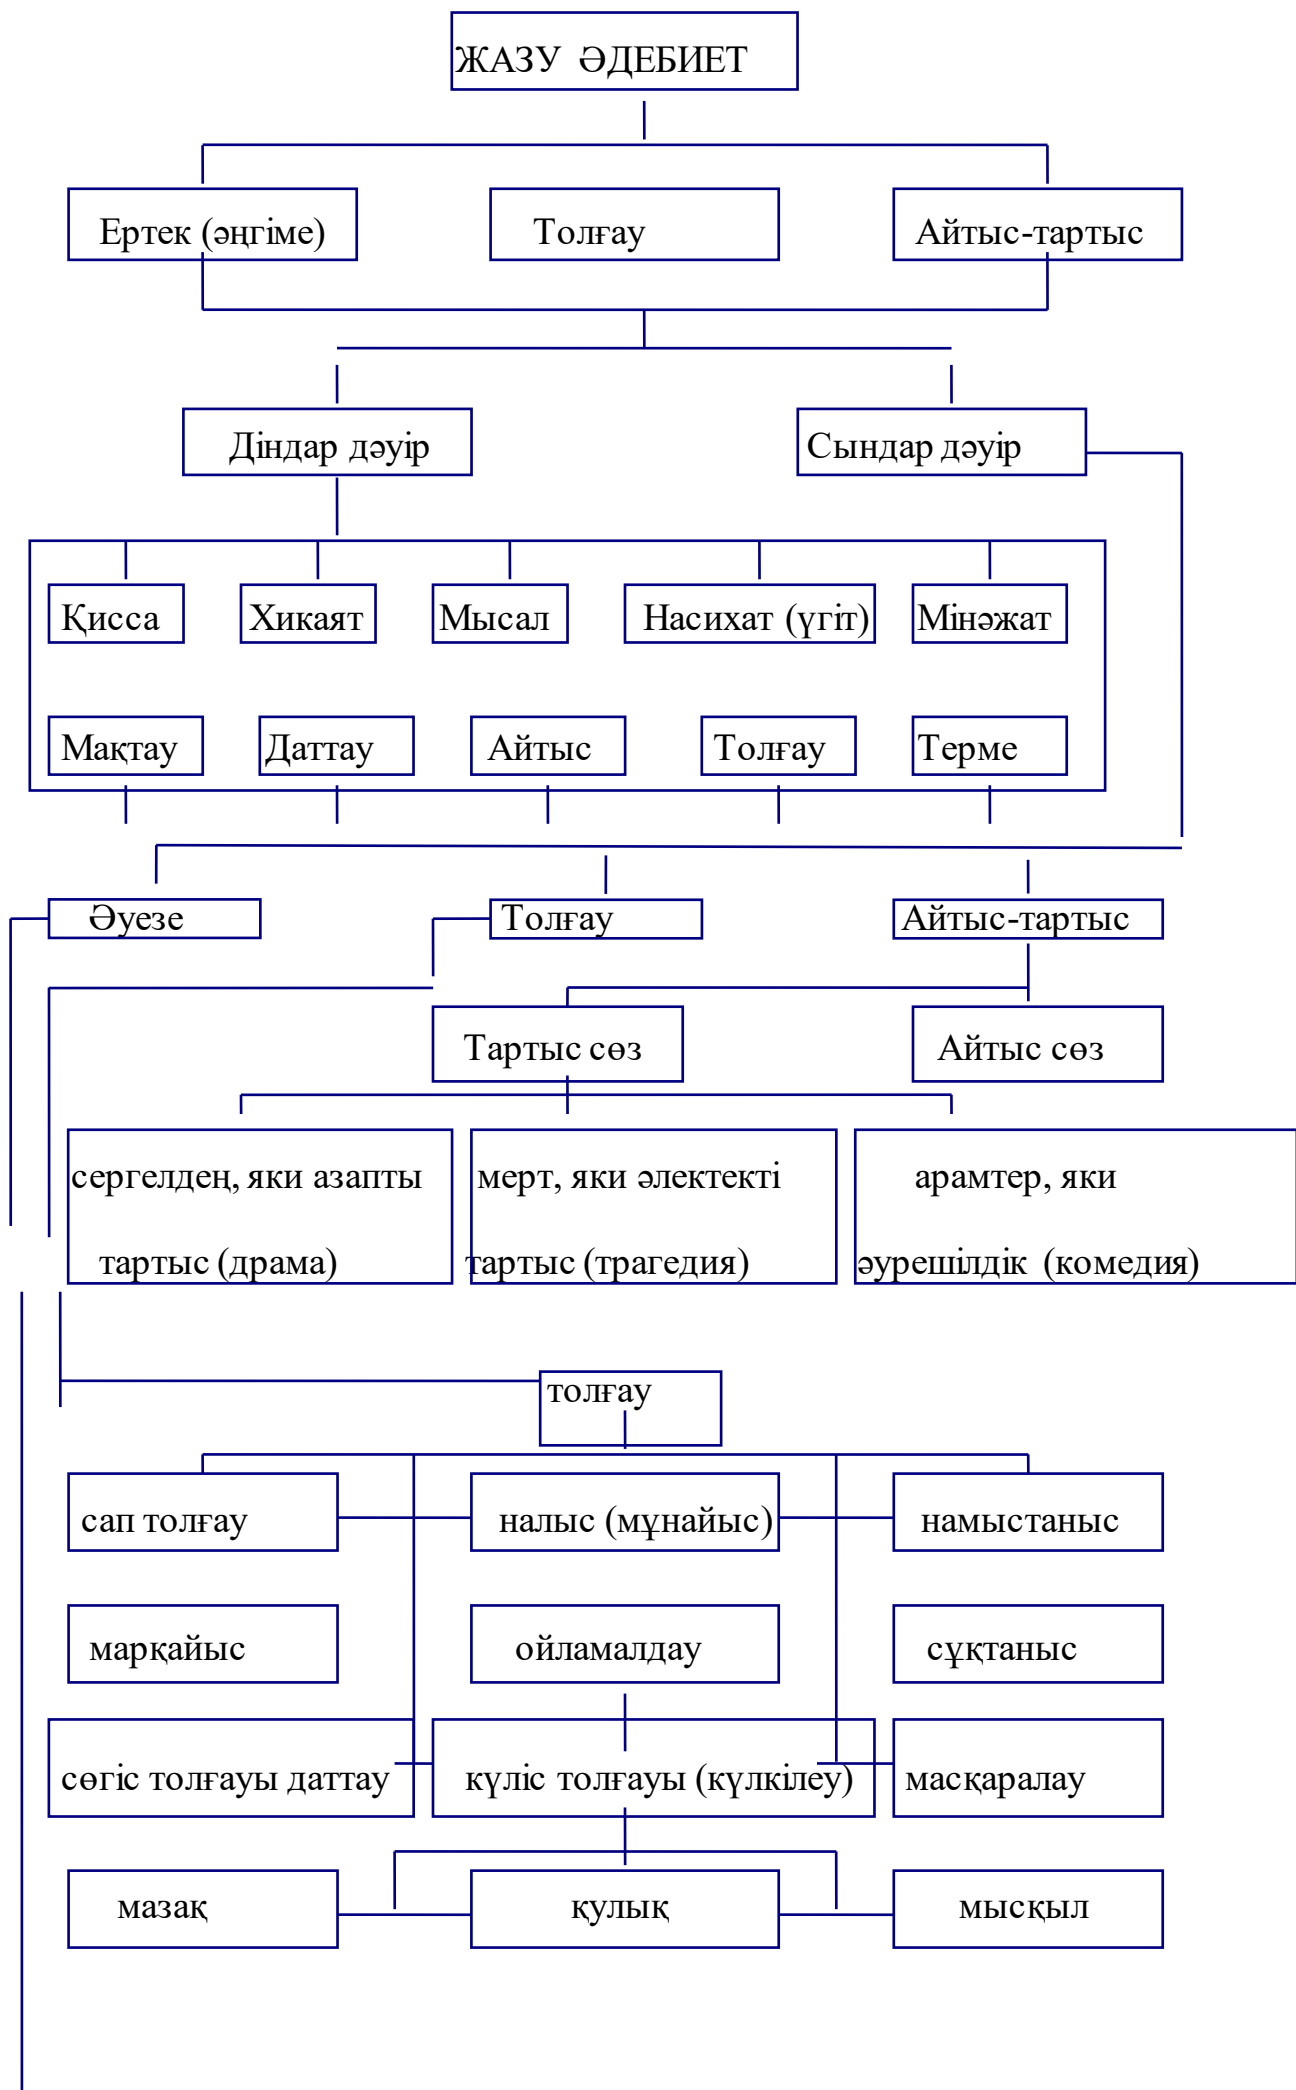 ЖАЗУ ӘДЕБИЕТ
Ертек (әңгіме)
Толғау
Айтыс-тартыс
Діндар дәуір
Сындар дәуір
Қисса
Хикаят
Мысал
Насихат (үгіт)
Мінәжат
Мақтау
Даттау
Айтыс
Толғау
Терме
Әуезе
Толғау
Айтыс-тартыс
Тартыс сөз
Айтыс сөз
сергелдең, яки азапты
тартыс (драма)
мерт, яки әлектекті
тартыс (трагедия)
арамтер, яки
әурешілдік (комедия)
толғау
сап толғау
налыс (мұнайыс)
намыстаныс
марқайыс
ойламалдау
сұқтаныс
сөгіс толғауы даттау
күліс толғауы (күлкілеу)
масқаралау
мазақ
қулық
мысқыл